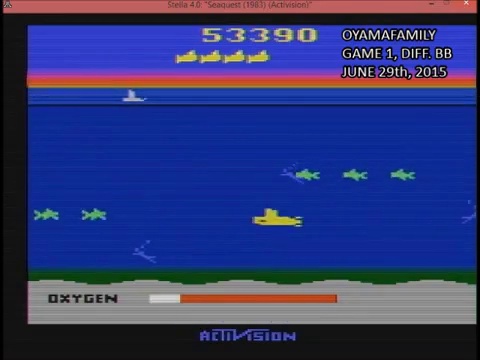 Stella 4.0: "Seaquest (1983) (Activision)"
53390
OYAMAFAMILY
GAME 1, DIFF. BB
JUNE 29th, 2015
OXYGEN
ACTIVISION